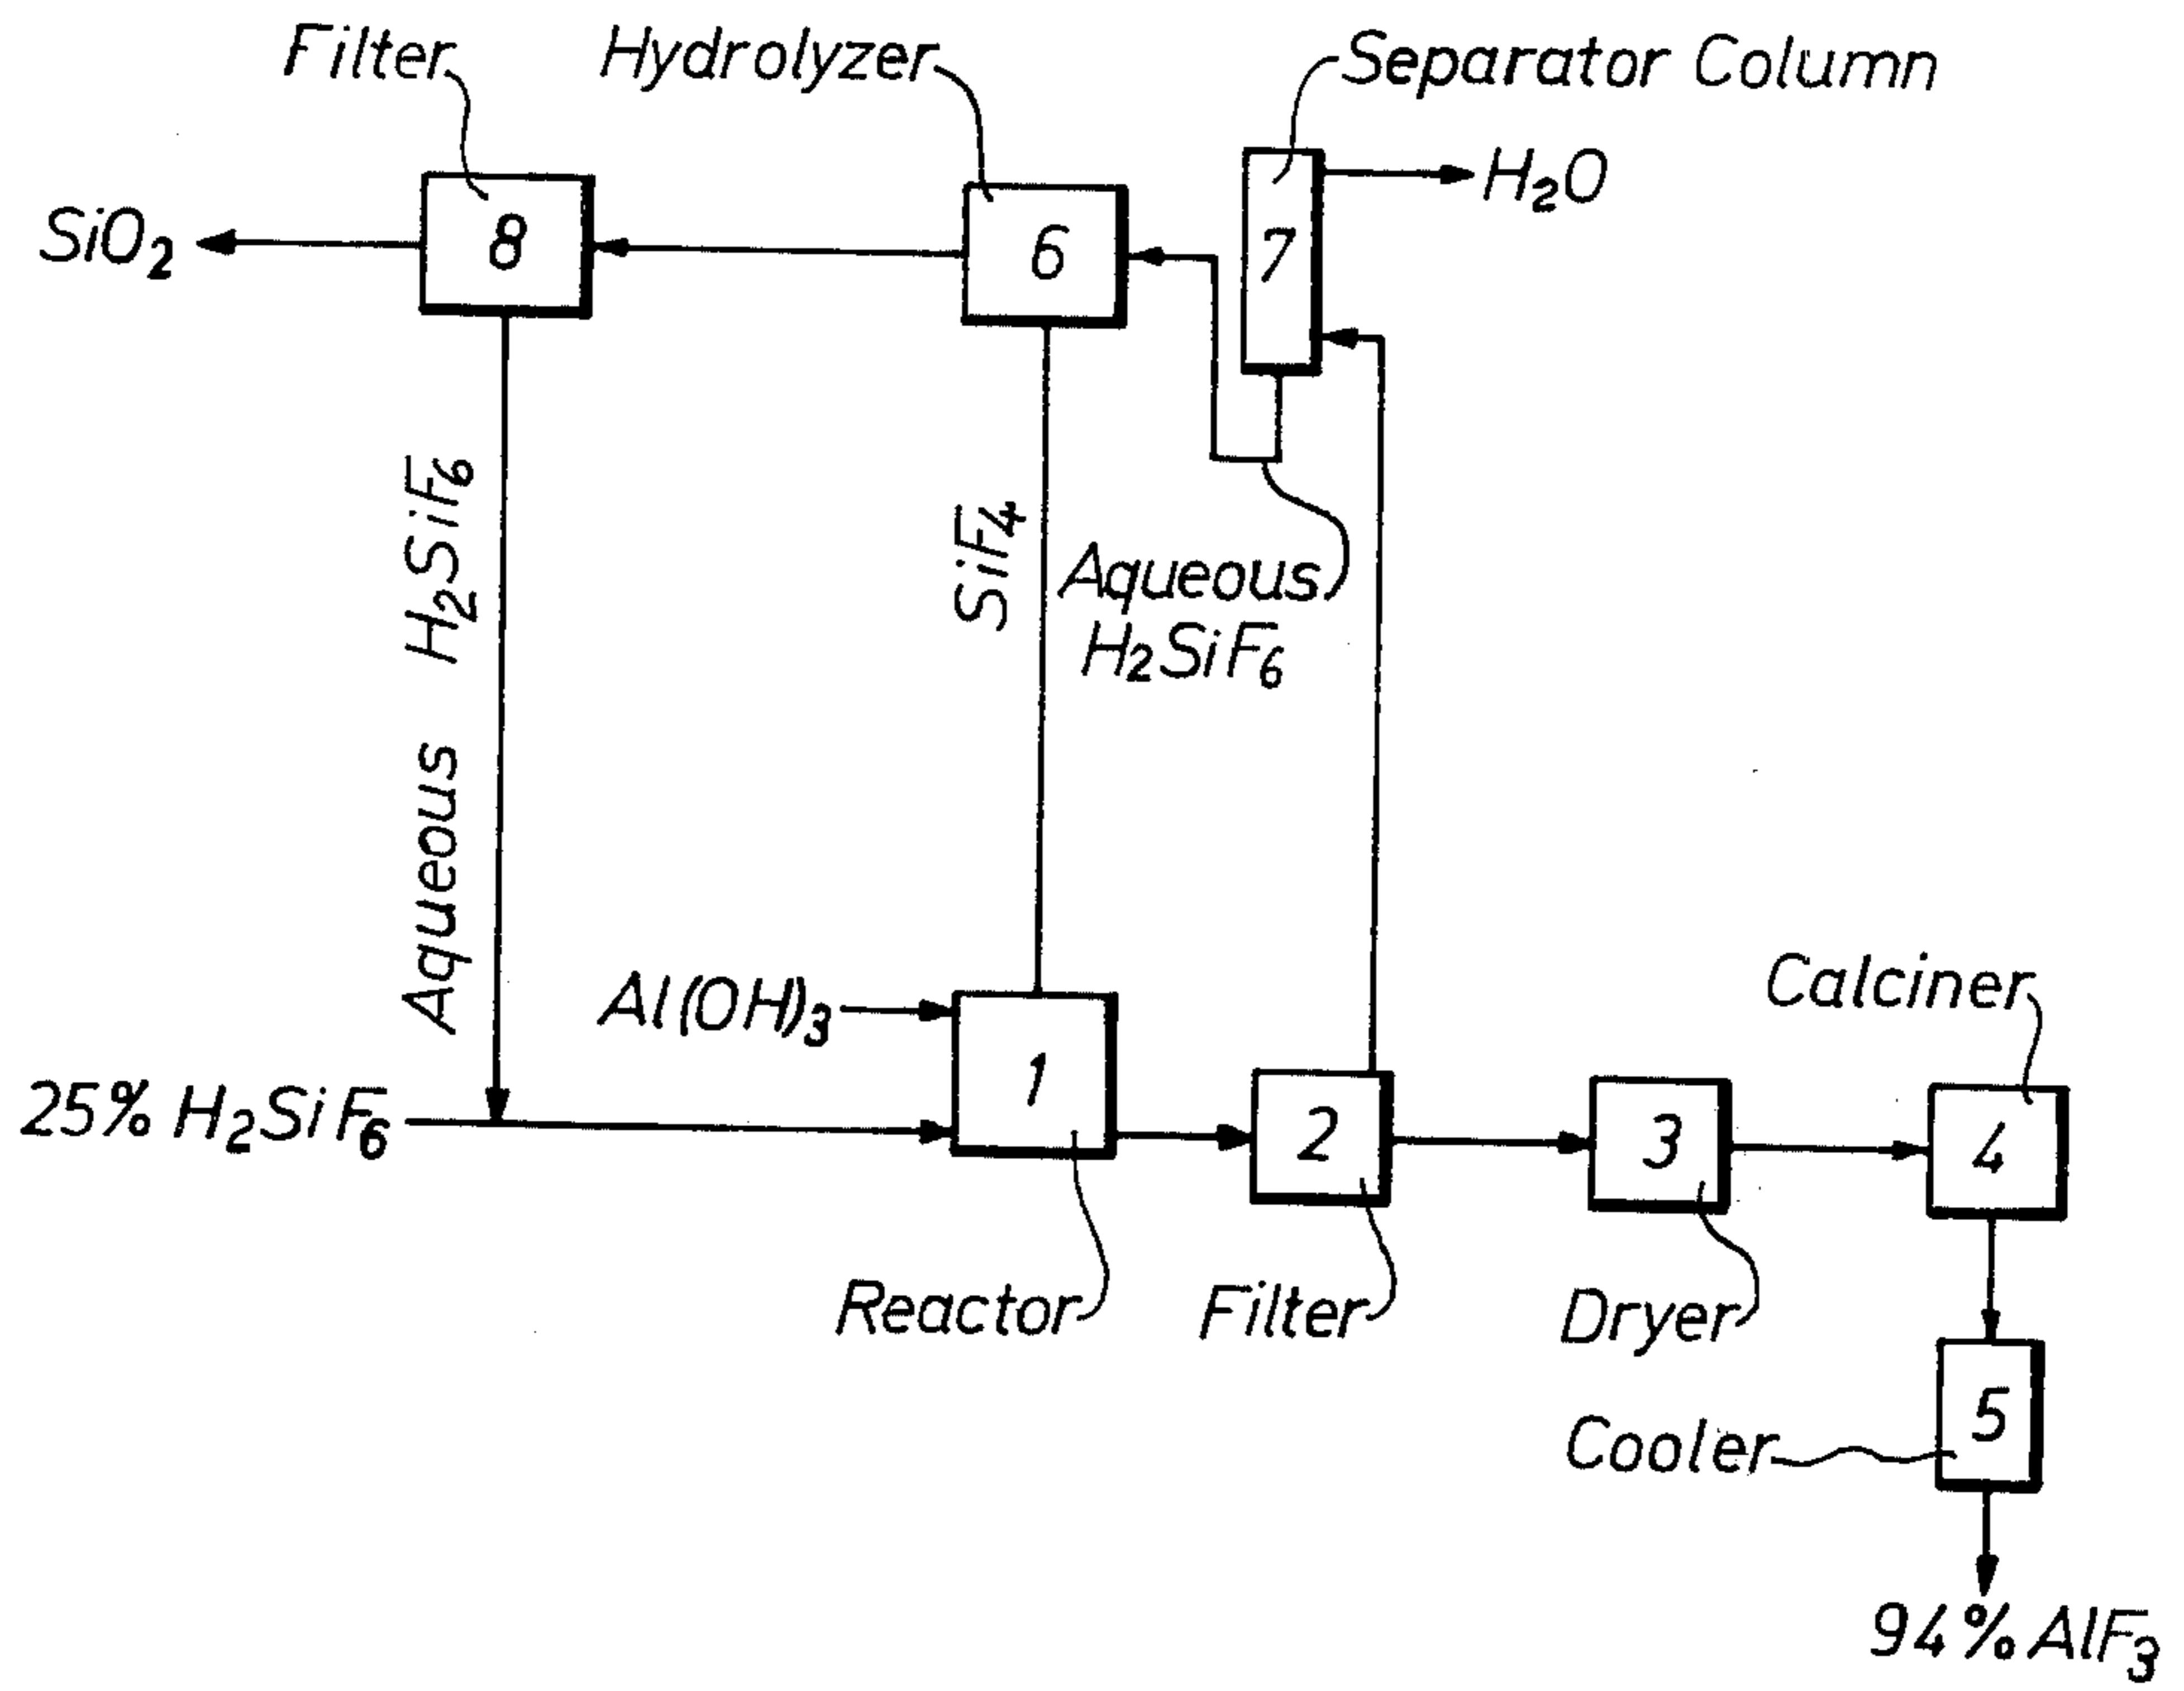 Filter
Hydrolyzer
Separator Column
H₂O
SiO₂
8
6
7
Aqueous H₂SiF₆
SiF₄
Aqueous
H₂SiF₆
Al(OH)₃
25% H₂SiF₆
1
2
3
4
Calciner
Reactor
Filter
Dryer
5
Cooler
94% AlF₃